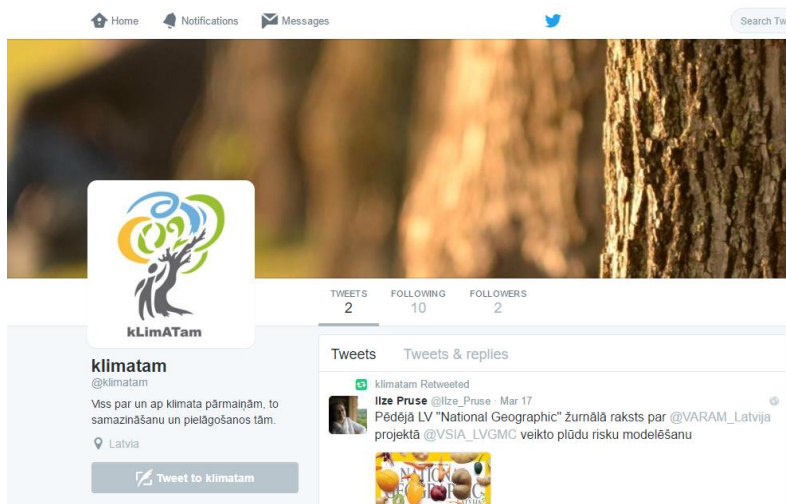 Home
Notifications
Messages
Search Tw
O2
kLimATam
TWEETS
2
FOLLOWING
10
FOLLOWERS
2
klimatam
@klimatam
Viss par un ap klimata pārmaiņām, to
samazināšanu un pielāgošanos tām.
Latvia
Tweet to klimatam
Tweets
Tweets & replies
klimatam Retweeted
Ilze Pruse @Ilze_Pruse · Mar 17
Pēdējā LV "National Geographic" žurnālā raksts par @VARAM_Latvija
projektā @VSIA_LVGMC veikto plūdu risku modelēšanu